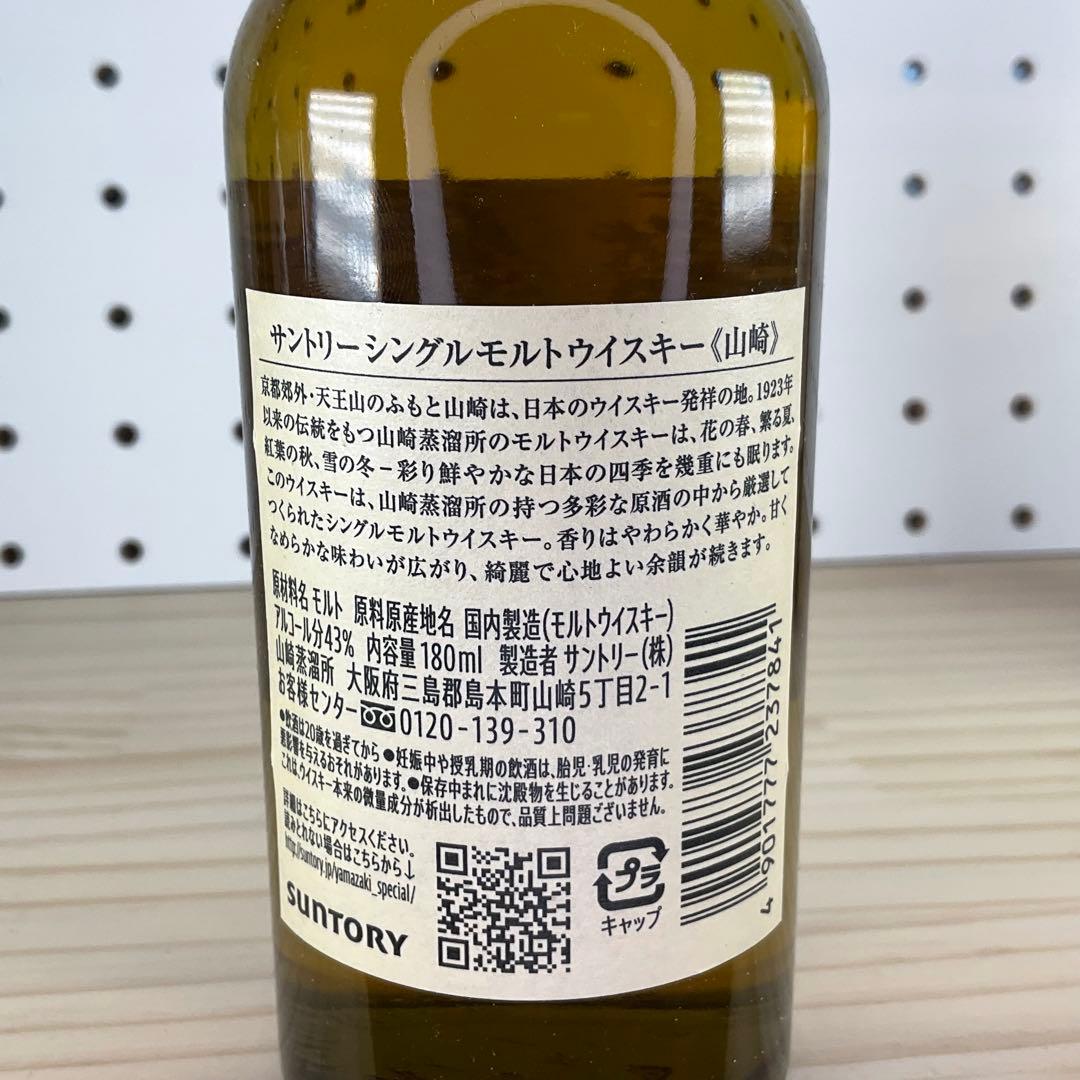 サントリーシングルモルトウイスキー《山崎》
京都郊外・天王山のふもと山崎は、日本のウイスキー発祥の地。1923年
以来の伝統をもつ山崎蒸溜所のモルトウイスキーは、花の春、繁る夏、
紅葉の秋、雪の冬－彩り鮮やかな日本の四季を幾重にも眠ります。
このウイスキーは、山崎蒸溜所の持つ多彩な原酒の中から厳選して
つくられたシングルモルトウイスキー。香りはやわらかく華やか。甘く
なめらかな味わいが広がり、綺麗で心地よい余韻が続きます。
原材料名 モルト 原料原産地名 国内製造(モルトウイスキー)
アルコール分43% 内容量180ml 製造者 サントリー(株)
山崎蒸溜所 大阪府三島郡島本町山崎5丁目2-1
お客様センター 0120-139-310
●飲酒は20歳を過ぎてから ●妊娠中や授乳期の飲酒は、胎児・乳児の発育に
悪影響を与えるおそれがあります。●保存中まれに沈殿物を生じることがあります。
これは、ウイスキー本来の微量成分が析出したもので、品質上問題ございません。
詳細はこちらにアクセスください。
読みとれない場合はこちらから↓
http://suntory.jp/yamazaki_special/
SUNTORY
プラ
キャップ
4 901777 237841